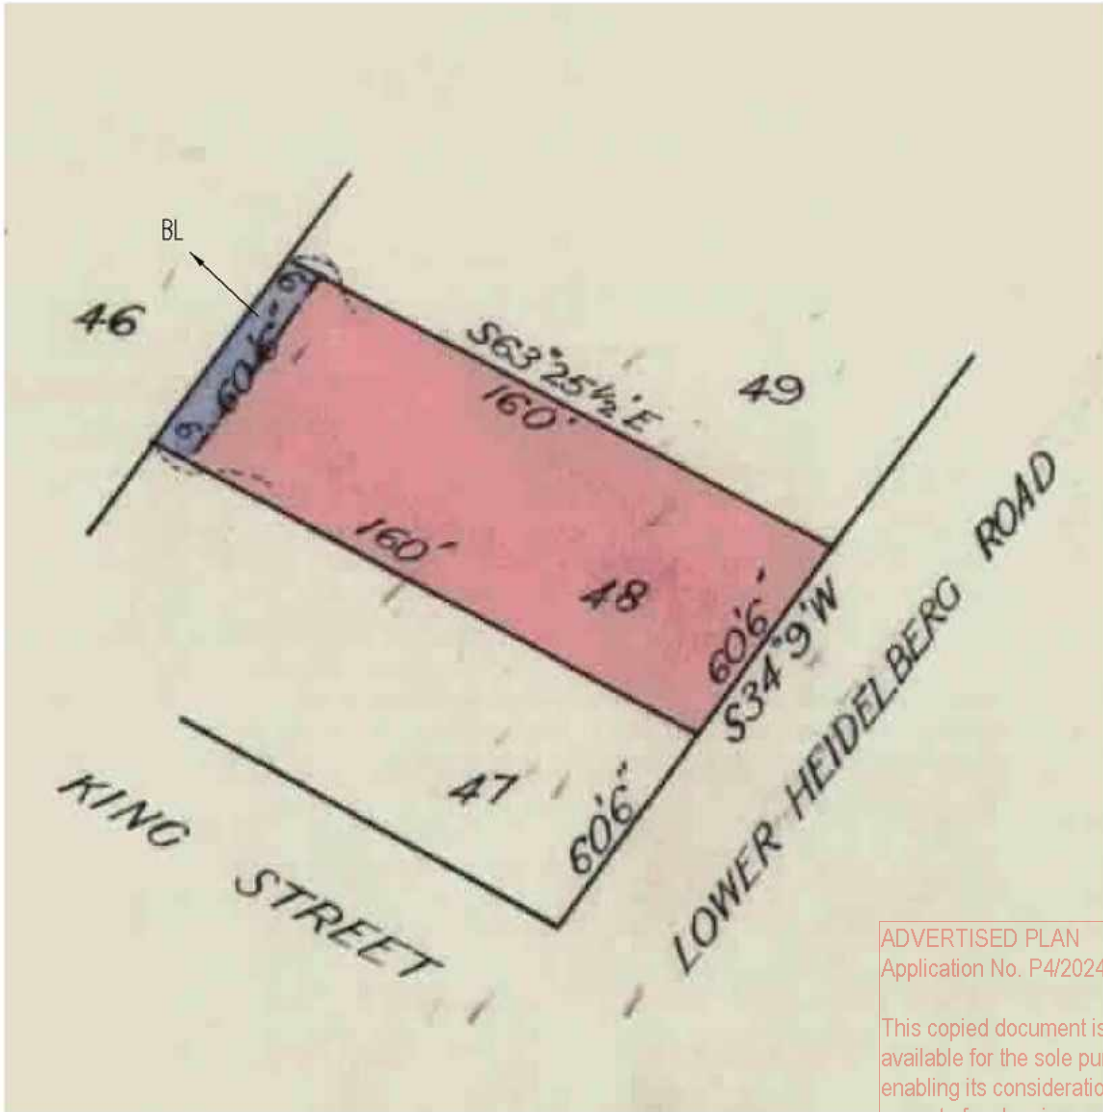 BL
46
6
60'6"
S63°25½'E
160'
49
6
160'
48
60'6"
S34°9'W
LOWER HEIDELBERG ROAD
47
60'6"
KING STREET
ADVERTISED PLAN
Application No. P4/2024
This copied document is
available for the sole pu
enabling its consideratio